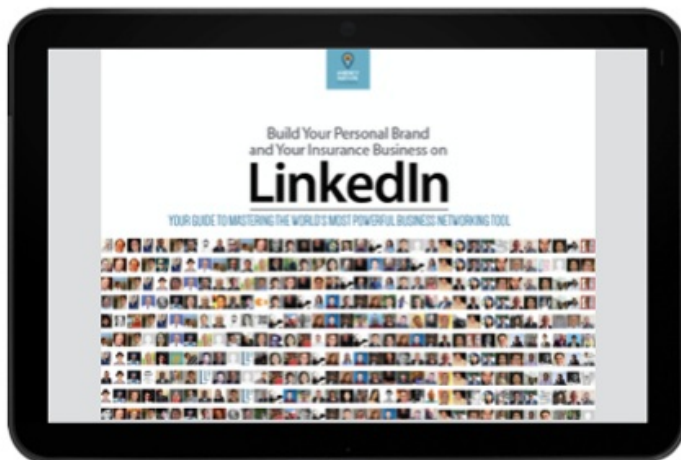 Build Your Personal Brand
and Your Insurance Business on
LinkedIn
YOUR GUIDE TO MASTERING THE WORLD'S MOST POWERFUL BUSINESS NETWORKING TOOL